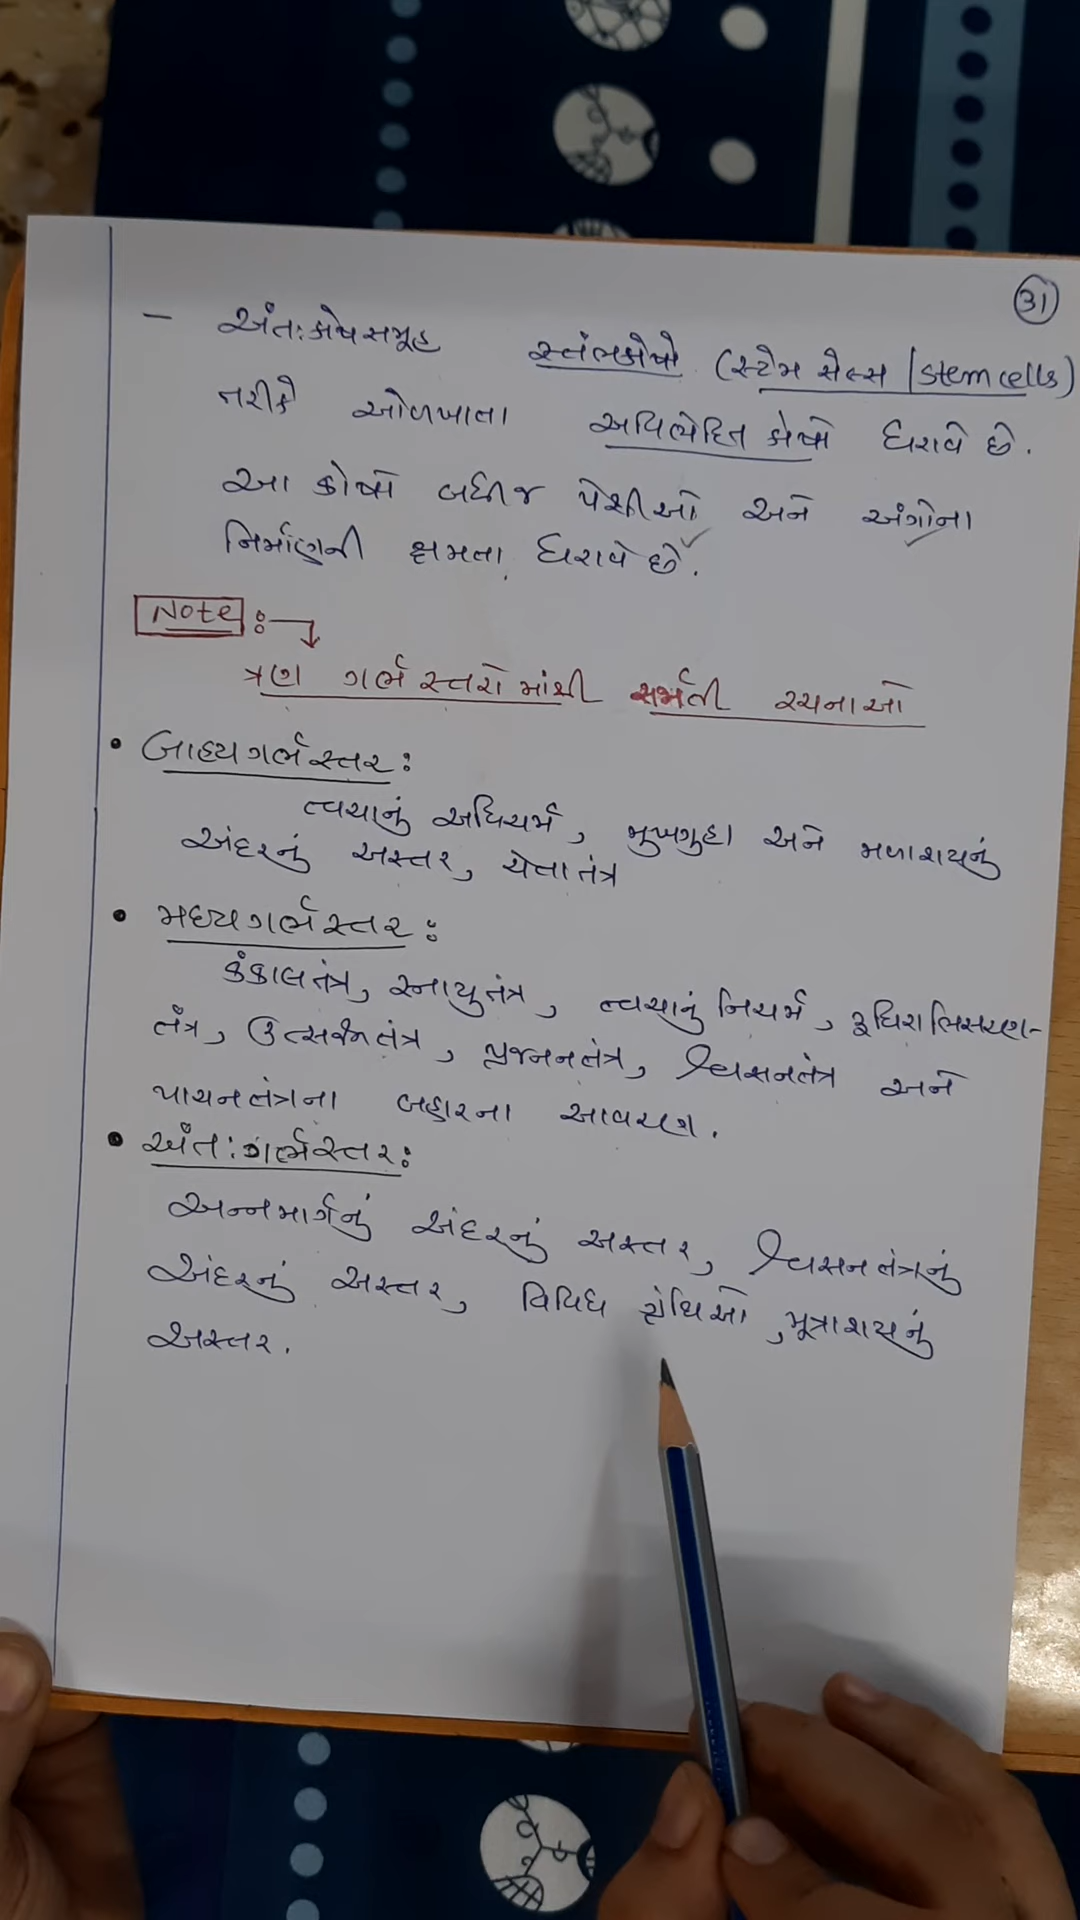 31
- અંતઃકોષસમૂહ સ્તંભકોષો (સ્ટેમ સેલ્સ / stem cells)
તરીકે ઓળખાતા અવિભેદિત કોષો ધરાવે છે.
આ કોષો બધીજ પેશીઓ અને અંગોના
નિર્માણની ક્ષમતા ધરાવે છે.
Note:
ત્રણ ગર્ભસ્તરોમાંથી સર્જાતી રચનાઓ
• બાહ્યગર્ભસ્તર:
ત્વચાનું અધિચર્મ, મુખગુહા અને મળાશયનું
અંદરનું અસ્તર, ચેતાતંત્ર
• મધ્યગર્ભસ્તર:
કંકાલતંત્ર, સ્નાયુતંત્ર, ત્વચાનું નિચર્મ, રૂધિરાભિસરણ-
તંત્ર, ઉત્સર્જનતંત્ર, પ્રજનનતંત્ર, શ્વસનતંત્ર અને
પાચનતંત્રના બહારના આવરણ.
• અંતઃગર્ભસ્તર:
અન્નમાર્ગનું અંદરનું અસ્તર, શ્વસનતંત્રનું
અંદરનું અસ્તર, વિવિધ ગ્રંથિઓ, મૂત્રાશયનું
અસ્તર.